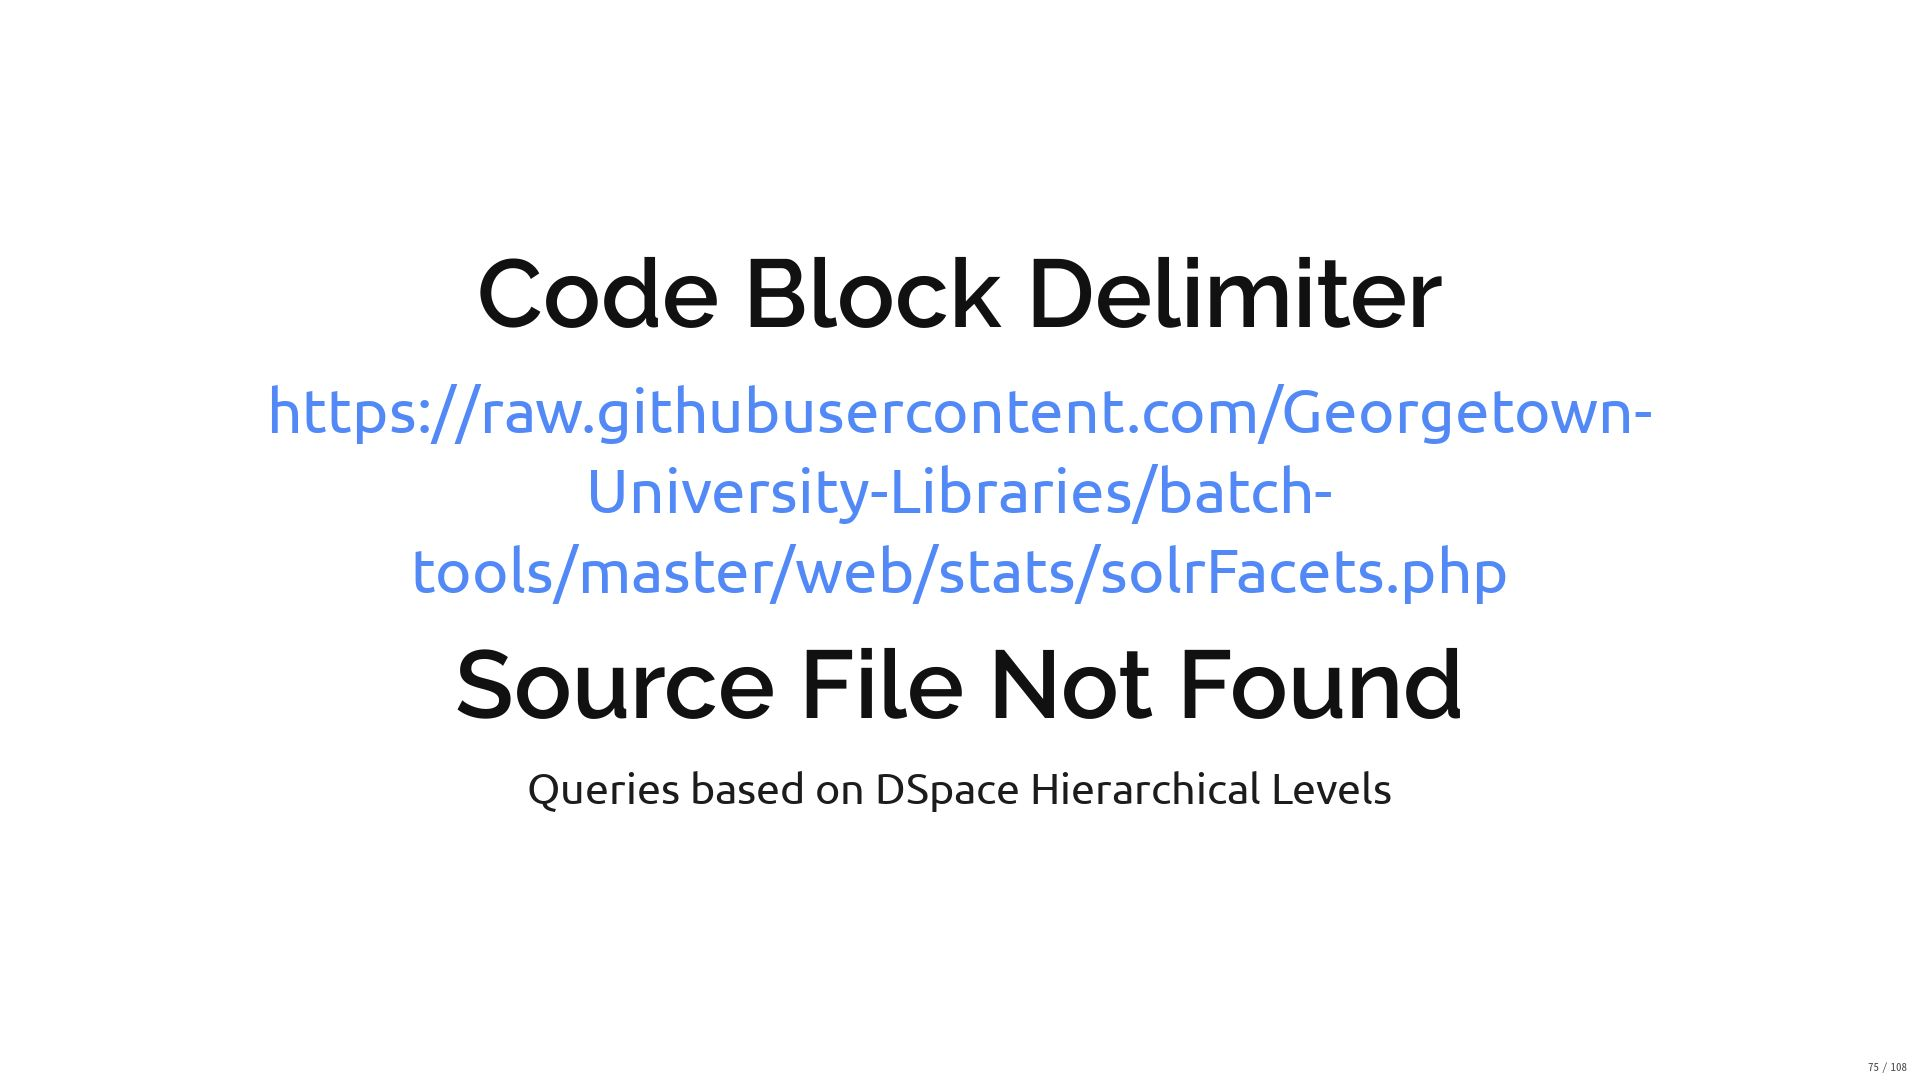 Code Block Delimiter
https://raw.githubusercontent.com/Georgetown-
University-Libraries/batch-
tools/master/web/stats/solrFacets.php
Source File Not Found
Queries based on DSpace Hierarchical Levels
75 / 108